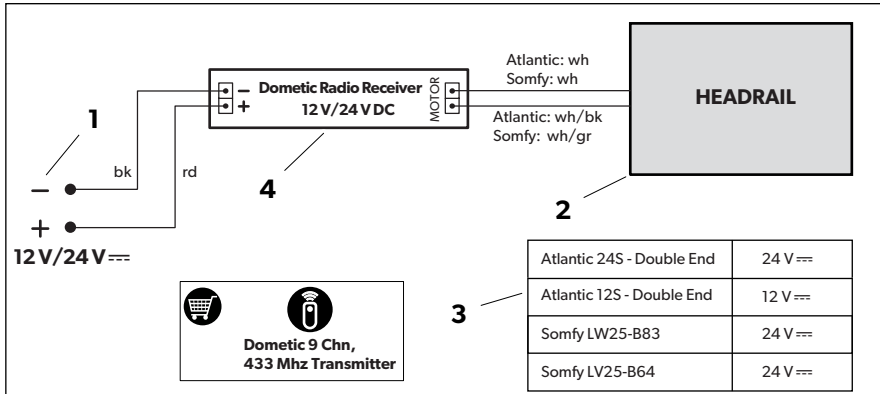 Atlantic: wh
Somfy: wh
Dometic Radio Receiver
12 V/24 V DC
MOTOR
HEADRAIL
Atlantic: wh/bk
Somfy: wh/gr
1
−
+
bk
rd
4
2
−
+
12 V/24 V ⎓
Dometic 9 Chn,
433 Mhz Transmitter
3
Atlantic 24S - Double End 24 V ⎓
Atlantic 12S - Double End 12 V ⎓
Somfy LW25-B83 24 V ⎓
Somfy LV25-B64 24 V ⎓